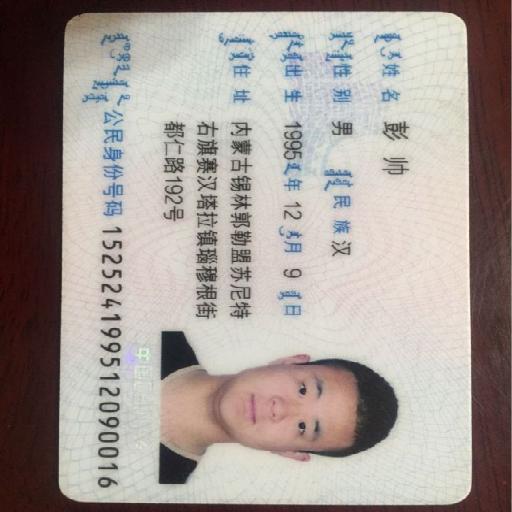 姓名 彭帅
性别 男 民族 汉
出生 1995 年 12 月 9 日
住址 内蒙古锡林郭勒盟苏尼特
右旗赛汉塔拉镇瑙穆根街
都仁路192号
公民身份号码 152524199512090016